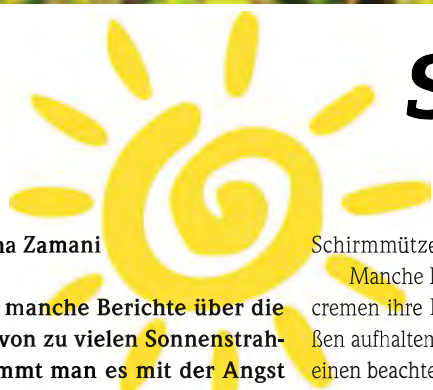 S
na Zamani
manche Berichte über die
von zu vielen Sonnenstrah-
mmt man es mit der Angst
Schirmmütze
Manche
cremen ihre
ßen aufhalten
einen beachte